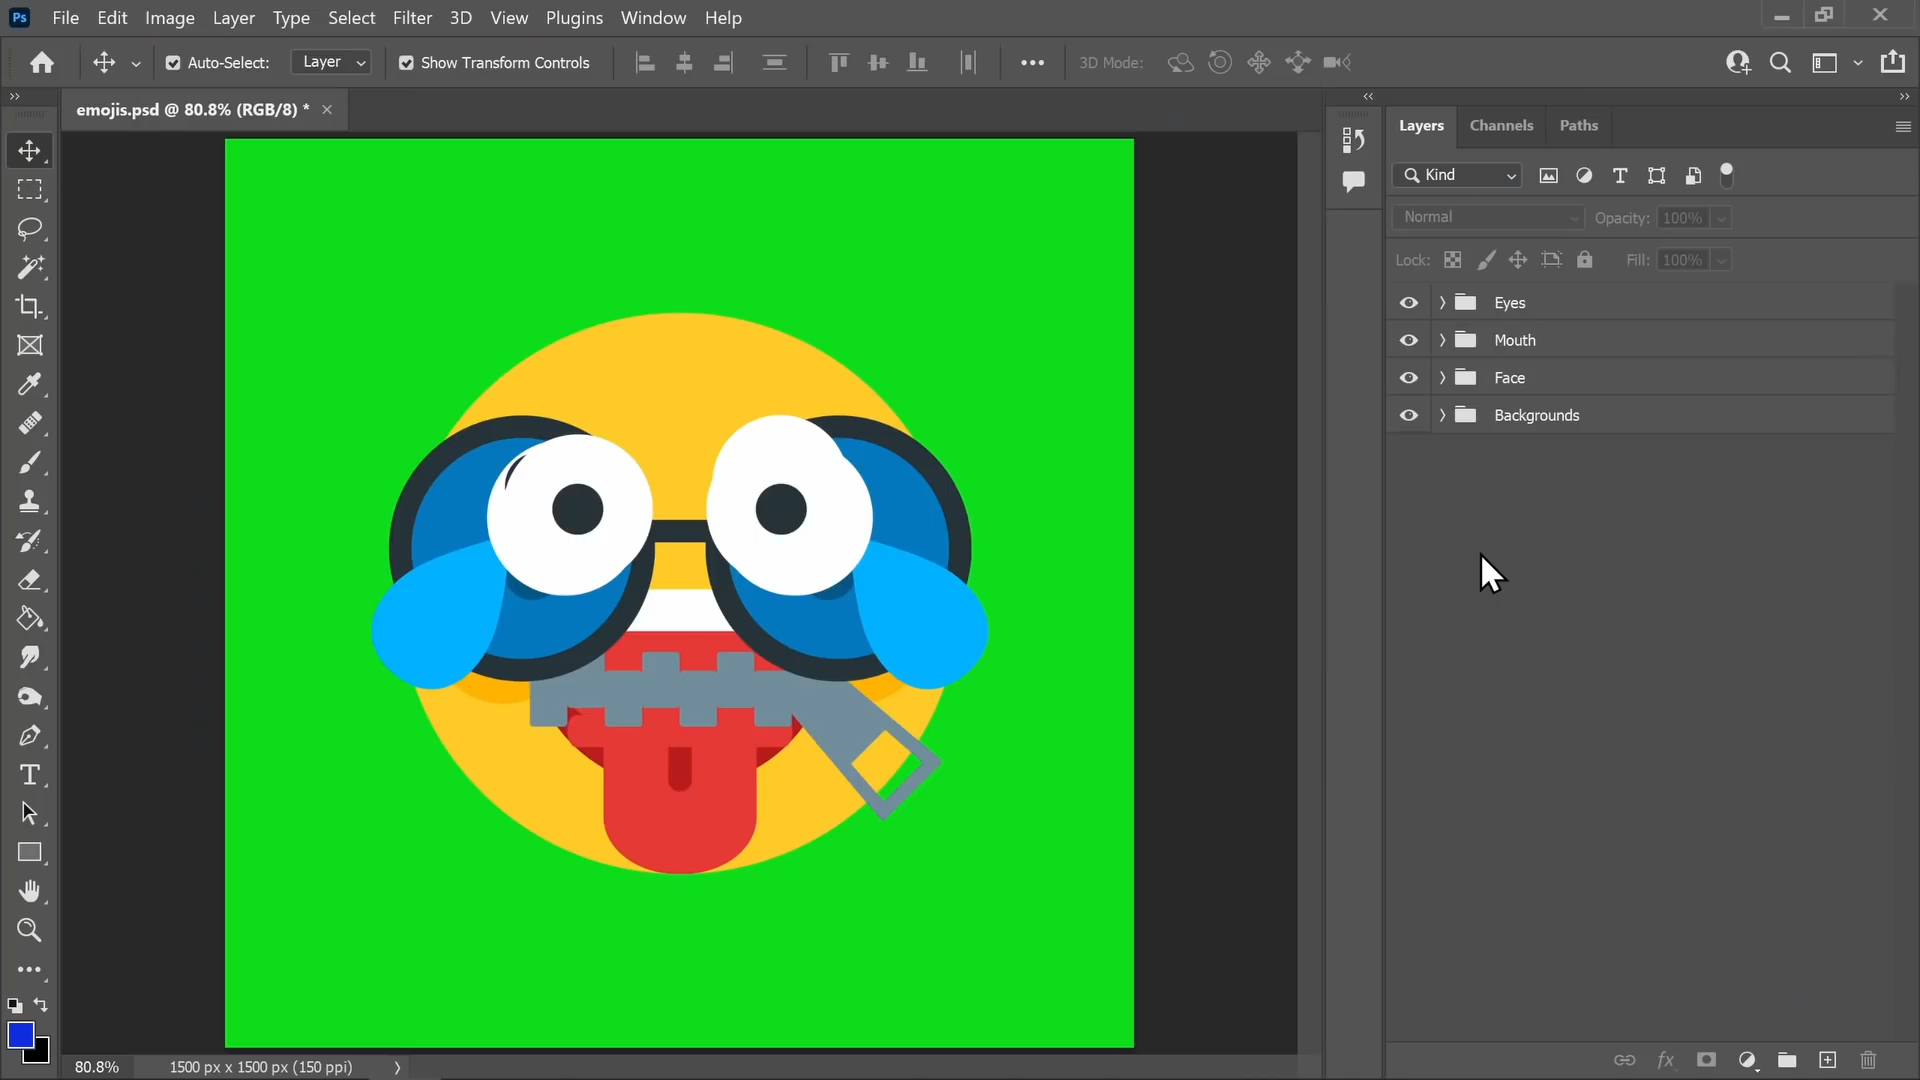 Ps File Edit Image Layer Type Select Filter 3D View Plugins Window Help
Auto-Select: Layer Show Transform Controls 3D Mode:
emojis.psd @ 80.8% (RGB/8) *
Layers Channels Paths
Kind
Normal Opacity: 100%
Lock: Fill: 100%
Eyes
Mouth
Face
Backgrounds
80.8% 1500 px x 1500 px (150 ppi)